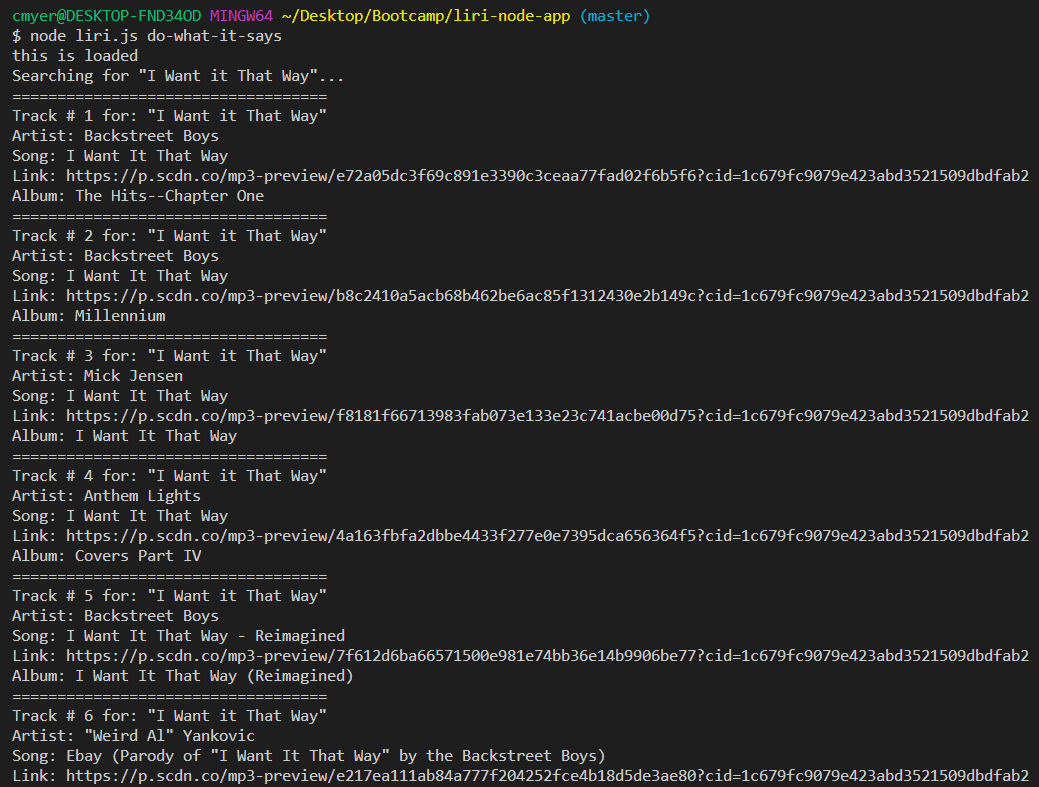 cmyer@DESKTOP-FND34OD MINGW64 ~/Desktop/Bootcamp/liri-node-app (master)
$ node liri.js do-what-it-says
this is loaded
Searching for "I Want it That Way"...
===================================
Track # 1 for: "I Want it That Way"
Artist: Backstreet Boys
Song: I Want It That Way
Link: https://p.scdn.co/mp3-preview/e72a05dc3f69c891e3390c3ceaa77fad02f6b5f6?cid=1c679fc9079e423abd3521509dbdfab2
Album: The Hits--Chapter One
===================================
Track # 2 for: "I Want it That Way"
Artist: Backstreet Boys
Song: I Want It That Way
Link: https://p.scdn.co/mp3-preview/b8c2410a5acb68b462be6ac85f1312430e2b149c?cid=1c679fc9079e423abd3521509dbdfab2
Album: Millennium
===================================
Track # 3 for: "I Want it That Way"
Artist: Mick Jensen
Song: I Want It That Way
Link: https://p.scdn.co/mp3-preview/f8181f66713983fab073e133e23c741acbe00d75?cid=1c679fc9079e423abd3521509dbdfab2
Album: I Want It That Way
===================================
Track # 4 for: "I Want it That Way"
Artist: Anthem Lights
Song: I Want It That Way
Link: https://p.scdn.co/mp3-preview/4a163fbfa2dbbe4433f277e0e7395dca656364f5?cid=1c679fc9079e423abd3521509dbdfab2
Album: Covers Part IV
===================================
Track # 5 for: "I Want it That Way"
Artist: Backstreet Boys
Song: I Want It That Way - Reimagined
Link: https://p.scdn.co/mp3-preview/7f612d6ba66571500e981e74bb36e14b9906be77?cid=1c679fc9079e423abd3521509dbdfab2
Album: I Want It That Way (Reimagined)
===================================
Track # 6 for: "I Want it That Way"
Artist: "Weird Al" Yankovic
Song: Ebay (Parody of "I Want It That Way" by the Backstreet Boys)
Link: https://p.scdn.co/mp3-preview/e217ea111ab84a777f204252fce4b18d5de3ae80?cid=1c679fc9079e423abd3521509dbdfab2